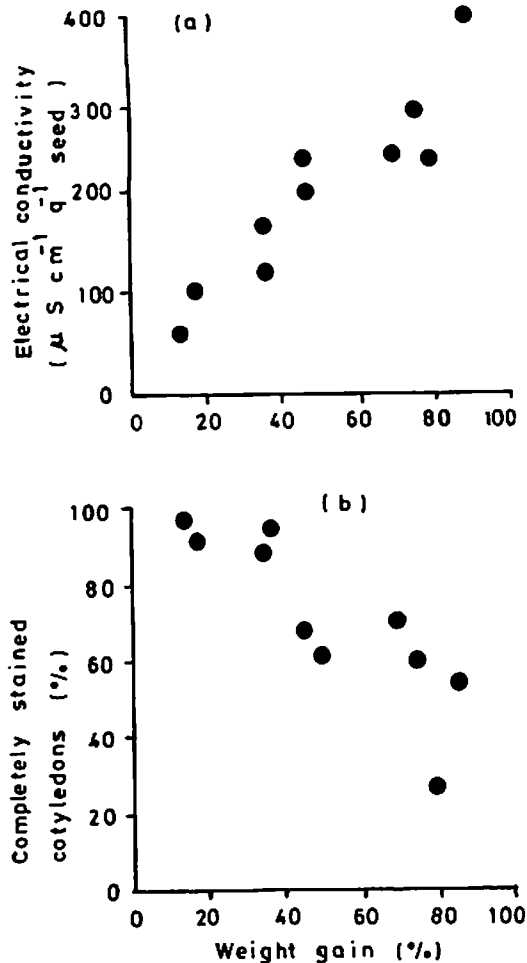 (a)
Electrical conductivity
(μ S cm⁻¹ q⁻¹ seed)
400
300
200
100
0
0 20 40 60 80 100
(b)
Completely stained
cotyledons (%)
100
80
60
40
20
0
0 20 40 60 80 100
Weight gain (%)